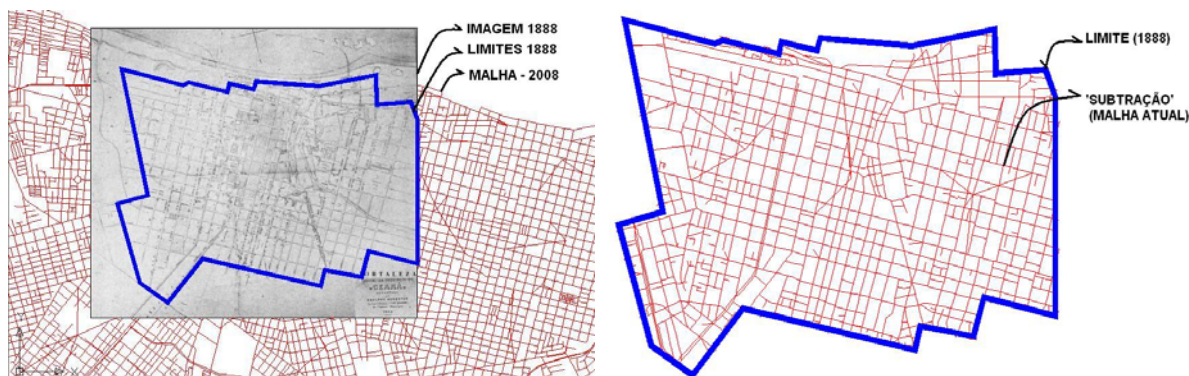 IMAGEM 1888
LIMITES 1888
MALHA - 2008
FORTALEZA
CEARÁ
LIMITE (1888)
'SUBTRAÇÃO'
(MALHA ATUAL)